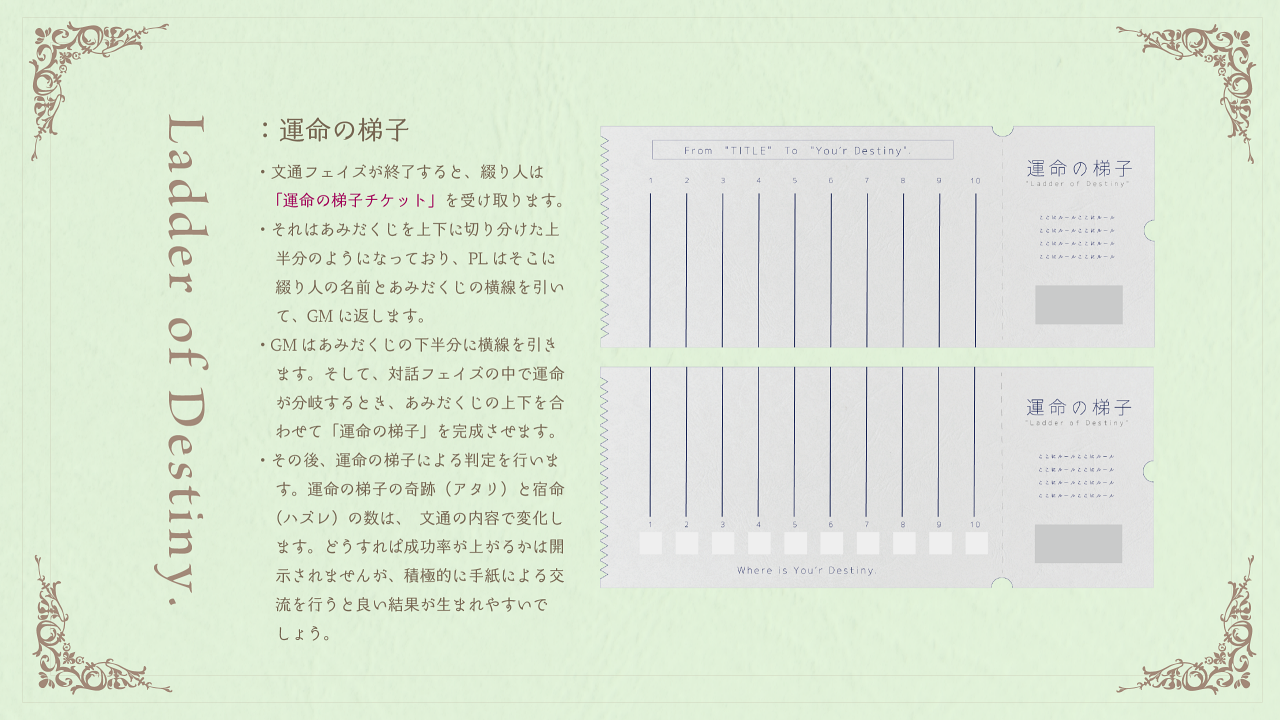 Ladder of Destiny.
：運命の梯子
・文通フェイズが終了すると、綴り人は
「運命の梯子チケット」を受け取ります。
・それはあみだくじを上下に切り分けた上
半分のようになっており、PL はそこに
綴り人の名前とあみだくじの横線を引い
て、GM に返します。
・GM はあみだくじの下半分に横線を引き
ます。そして、対話フェイズの中で運命
が分岐するとき、あみだくじの上下を合
わせて「運命の梯子」を完成させます。
・その後、運命の梯子による判定を行いま
す。運命の梯子の奇跡（アタリ）と宿命
（ハズレ）の数は、 文通の内容で変化し
ます。どうすれば成功率が上がるかは開
示されませんが、積極的に手紙による交
流を行うと良い結果が生まれやすいで
しょう。
From "TITLE" To "You'r Destiny".
1 2 3 4 5 6 7 8 9 10
運命の梯子
"Ladder of Destiny"
ここにルールここにルール
ここにルールここにルール
ここにルールここにルール
ここにルールここにルール
1 2 3 4 5 6 7 8 9 10
Where is You'r Destiny.
運命の梯子
"Ladder of Destiny"
ここにルールここにルール
ここにルールここにルール
ここにルールここにルール
ここにルールここにルール